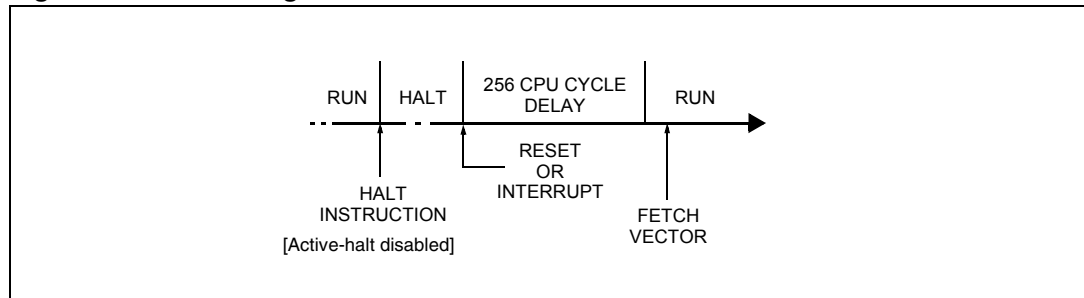 RUN
HALT
256 CPU CYCLE
DELAY
RUN
RESET
OR
INTERRUPT
HALT
INSTRUCTION
[Active-halt disabled]
FETCH
VECTOR